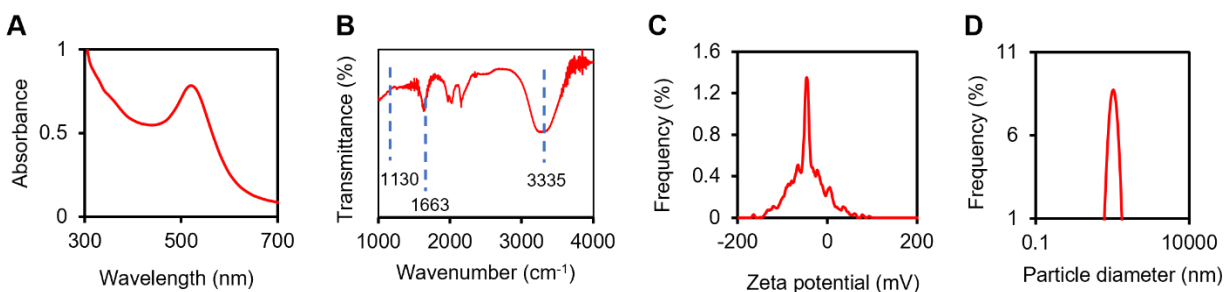 A
Absorbance
1
0.5
0
300
500
700
Wavelength (nm)
B
Transmittance (%)
1130
1663
3335
1000
2000
3000
4000
Wavenumber (cm⁻¹)
C
Frequency (%)
1.6
1.2
0.8
0.4
0
-200
0
200
Zeta potential (mV)
D
Frequency (%)
11
6
1
0.1
10000
Particle diameter (nm)